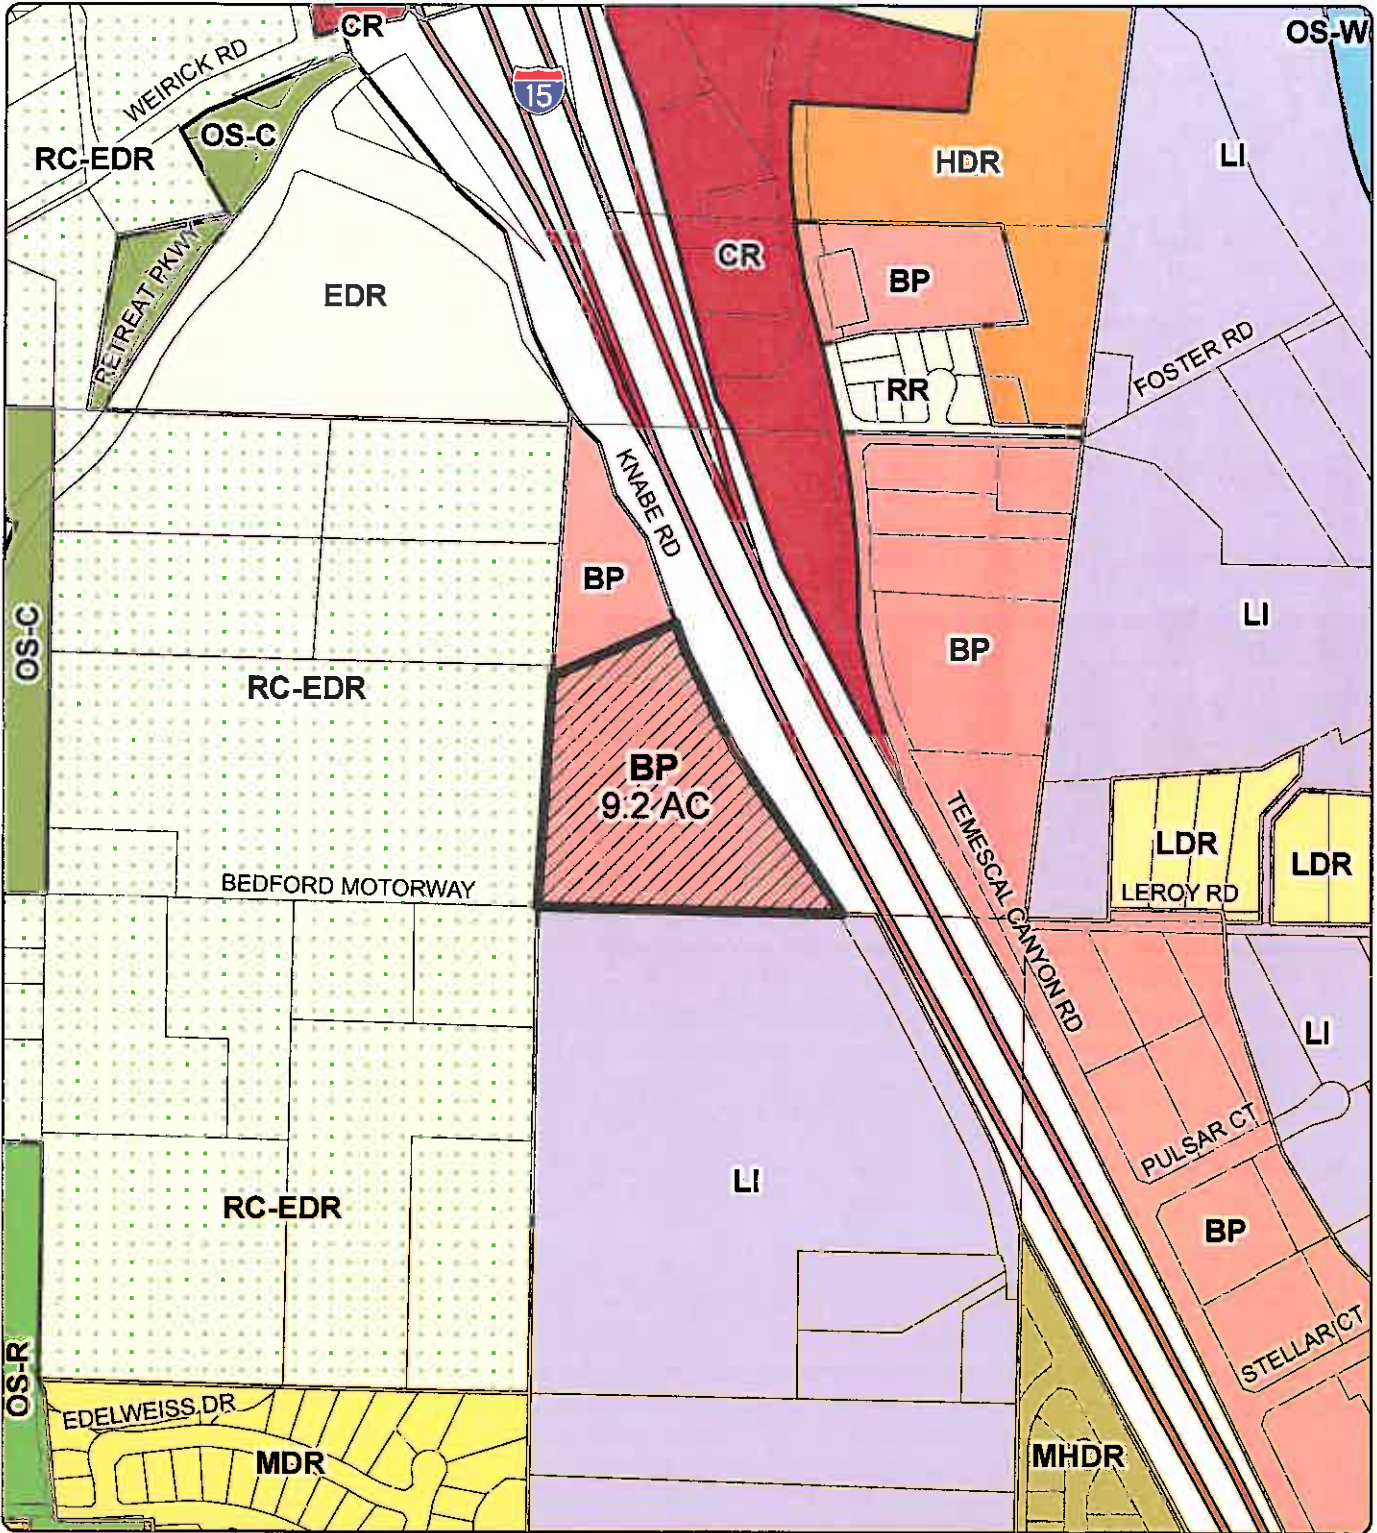 CR
OS-W
WEIRICK RD
15
OS-C
RC-EDR
HDR
LI
CR
BP
EDR
RETREAT PKWY
FOSTER RD
RR
KNABE RD
BP
LI
OS-C
BP
RC-EDR
BP
9.2 AC
TEMESCAL CANYON RD
LDR
LDR
BEDFORD MOTORWAY
LEROY RD
LI
PULSAR CT
LI
RC-EDR
BP
STELLAR CT
OS-R
EDELWEISS DR
MDR
MHDR